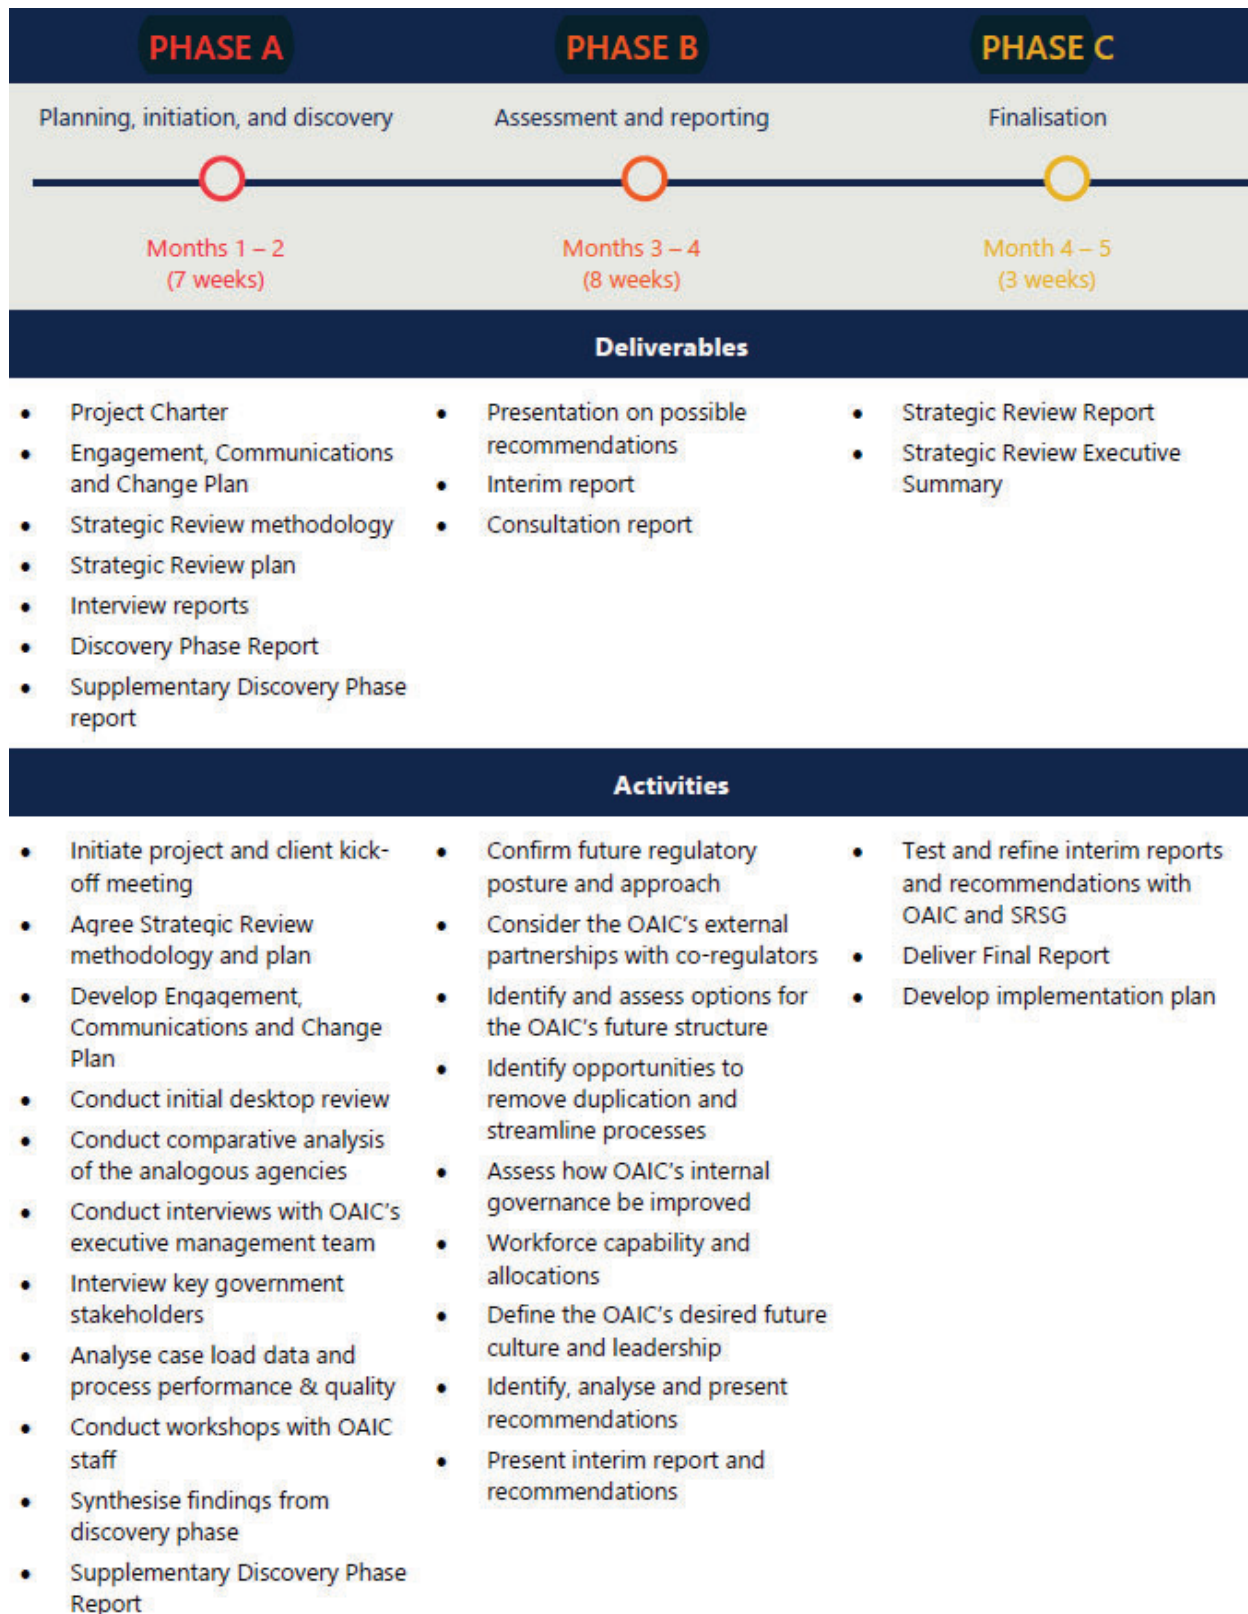 PHASE A
PHASE B
PHASE C
Planning, initiation, and discovery
Assessment and reporting
Finalisation
Months 1 – 2
(7 weeks)
Months 3 – 4
(8 weeks)
Month 4 – 5
(3 weeks)
Deliverables
• Project Charter
• Engagement, Communications
and Change Plan
• Strategic Review methodology
• Strategic Review plan
• Interview reports
• Discovery Phase Report
• Supplementary Discovery Phase
report
• Presentation on possible
recommendations
• Interim report
• Consultation report
• Strategic Review Report
• Strategic Review Executive
Summary
Activities
• Initiate project and client kick-
off meeting
• Agree Strategic Review
methodology and plan
• Develop Engagement,
Communications and Change
Plan
• Conduct initial desktop review
• Conduct comparative analysis
of the analogous agencies
• Conduct interviews with OAIC's
executive management team
• Interview key government
stakeholders
• Analyse case load data and
process performance & quality
• Conduct workshops with OAIC
staff
• Synthesise findings from
discovery phase
• Supplementary Discovery Phase
Report
• Confirm future regulatory
posture and approach
• Consider the OAIC's external
partnerships with co-regulators
• Identify and assess options for
the OAIC's future structure
• Identify opportunities to
remove duplication and
streamline processes
• Assess how OAIC's internal
governance be improved
• Workforce capability and
allocations
• Define the OAIC's desired future
culture and leadership
• Identify, analyse and present
recommendations
• Present interim report and
recommendations
• Test and refine interim reports
and recommendations with
OAIC and SRSG
• Deliver Final Report
• Develop implementation plan